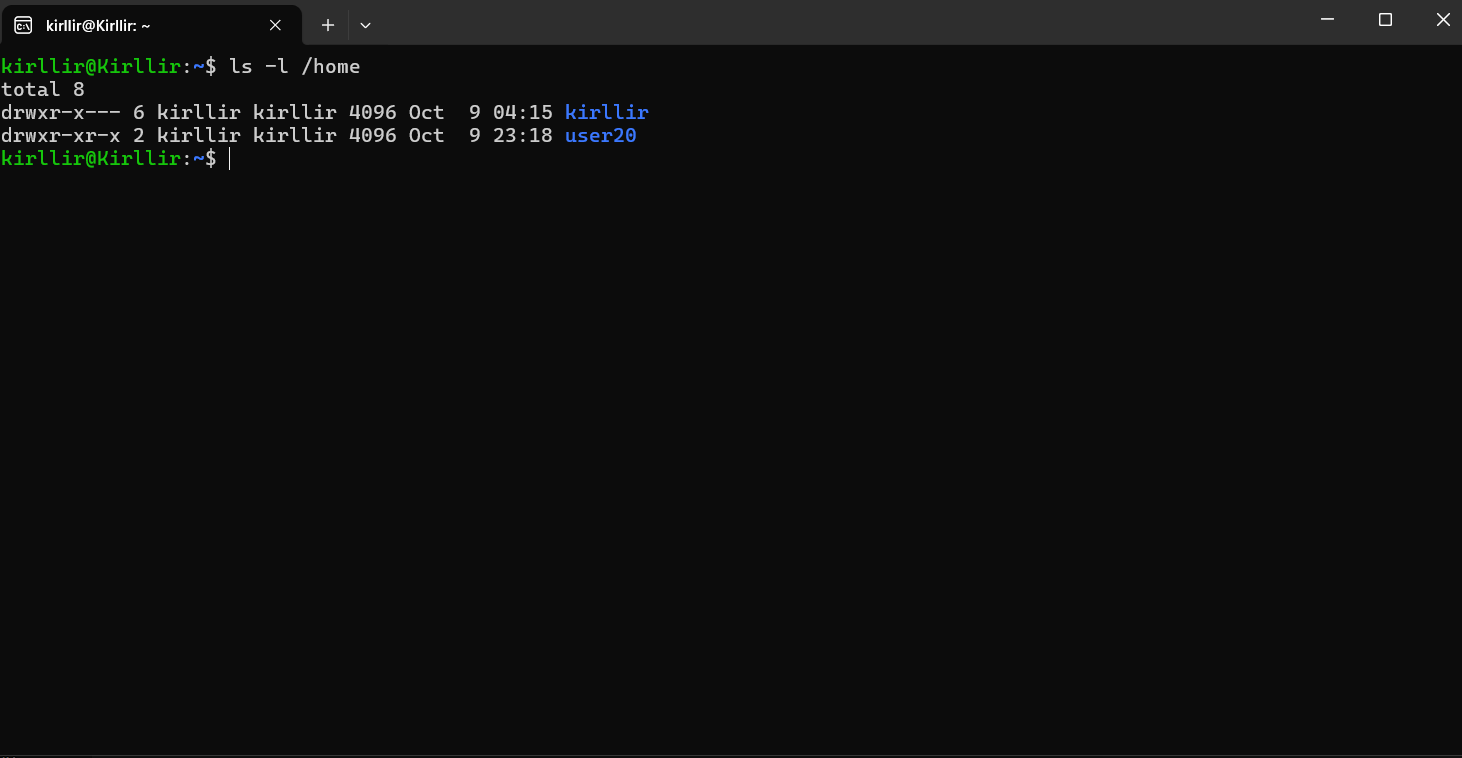 kirllir@Kirllir: ~
kirllir@Kirllir:~$ ls -l /home
total 8
drwxr-x--- 6 kirllir kirllir 4096 Oct  9 04:15 kirllir
drwxr-xr-x 2 kirllir kirllir 4096 Oct  9 23:18 user20
kirllir@Kirllir:~$